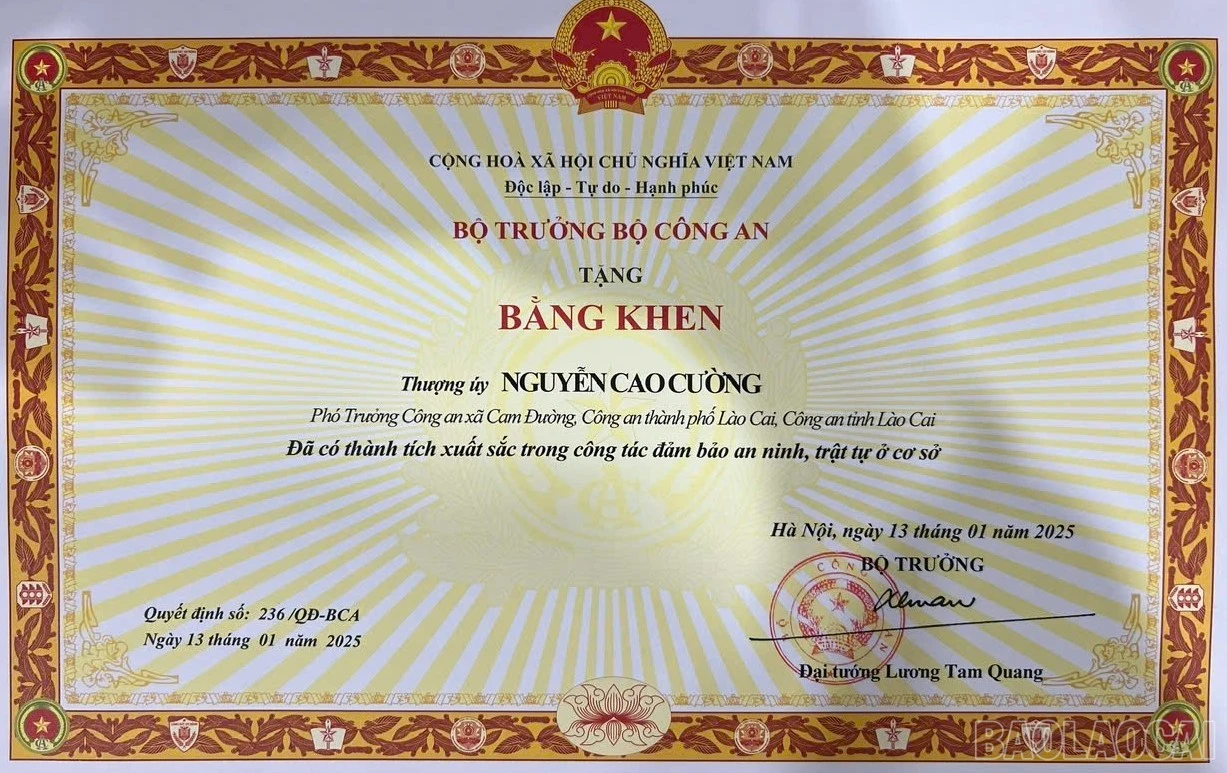 VIỆT NAM
CỘNG HOÀ XÃ HỘI CHỦ NGHĨA VIỆT NAM
Độc lập - Tự do - Hạnh phúc
BỘ TRƯỞNG BỘ CÔNG AN
TẶNG
BẰNG KHEN
Thượng úy NGUYỄN CAO CƯỜNG
Phó Trưởng Công an xã Cam Đường, Công an thành phố Lào Cai, Công an tỉnh Lào Cai
Đã có thành tích xuất sắc trong công tác đảm bảo an ninh, trật tự ở cơ sở
Hà Nội, ngày 13 tháng 01 năm 2025
BỘ TRƯỞNG
Quyết định số: 236 /QĐ-BCA
Ngày 13 tháng 01 năm 2025
Đại tướng Lương Tam Quang
BAOLAOCAI